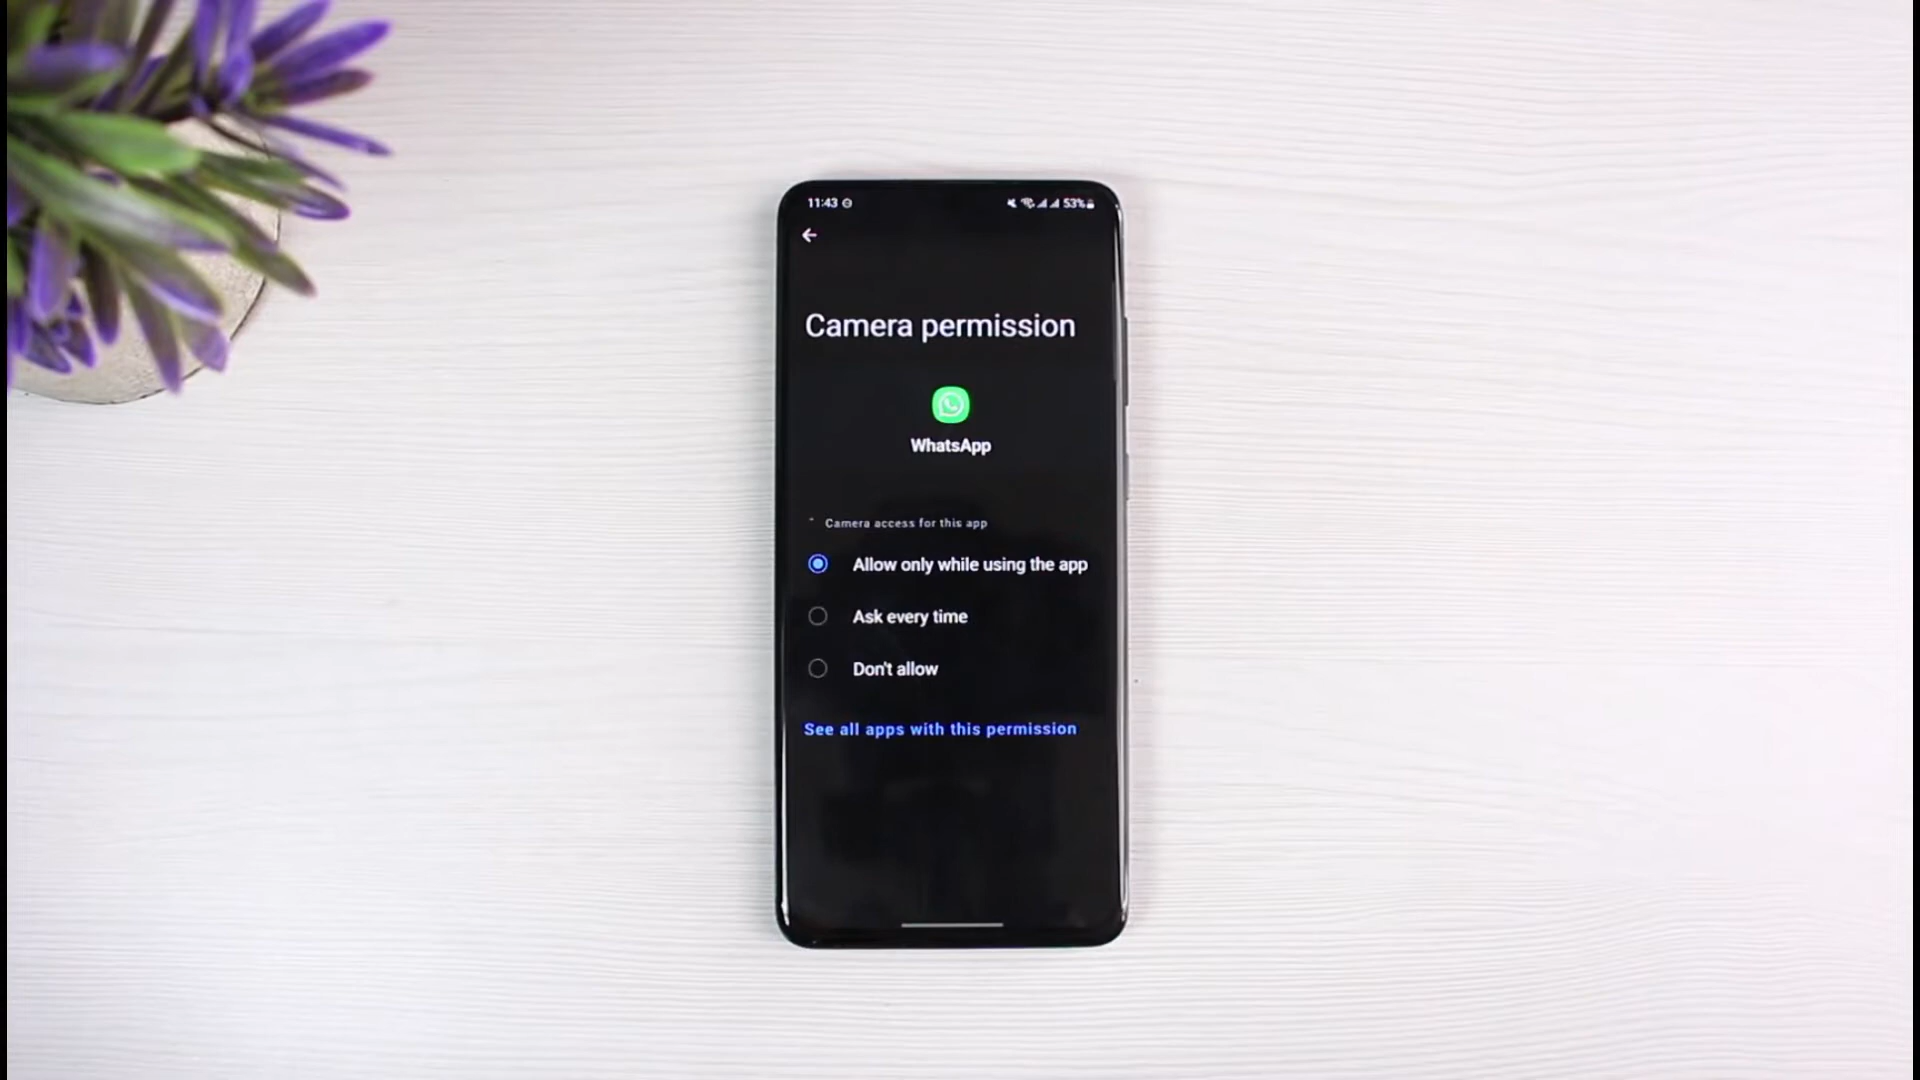 11:43 53%
Camera permission
WhatsApp
Camera access for this app
Allow only while using the app
Ask every time
Don't allow
See all apps with this permission